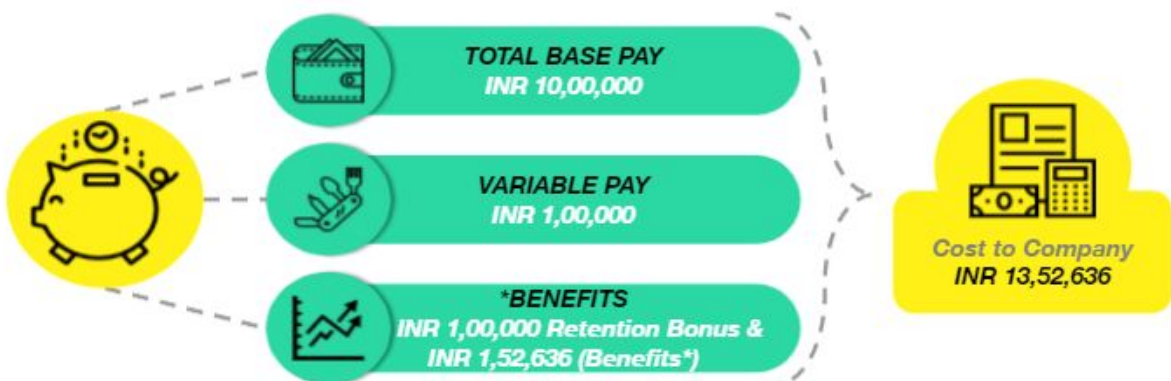 TOTAL BASE PAY
INR 10,00,000
VARIABLE PAY
INR 1,00,000
*BENEFITS
INR 1,00,000 Retention Bonus &
INR 1,52,636 (Benefits*)
Cost to Company
INR 13,52,636